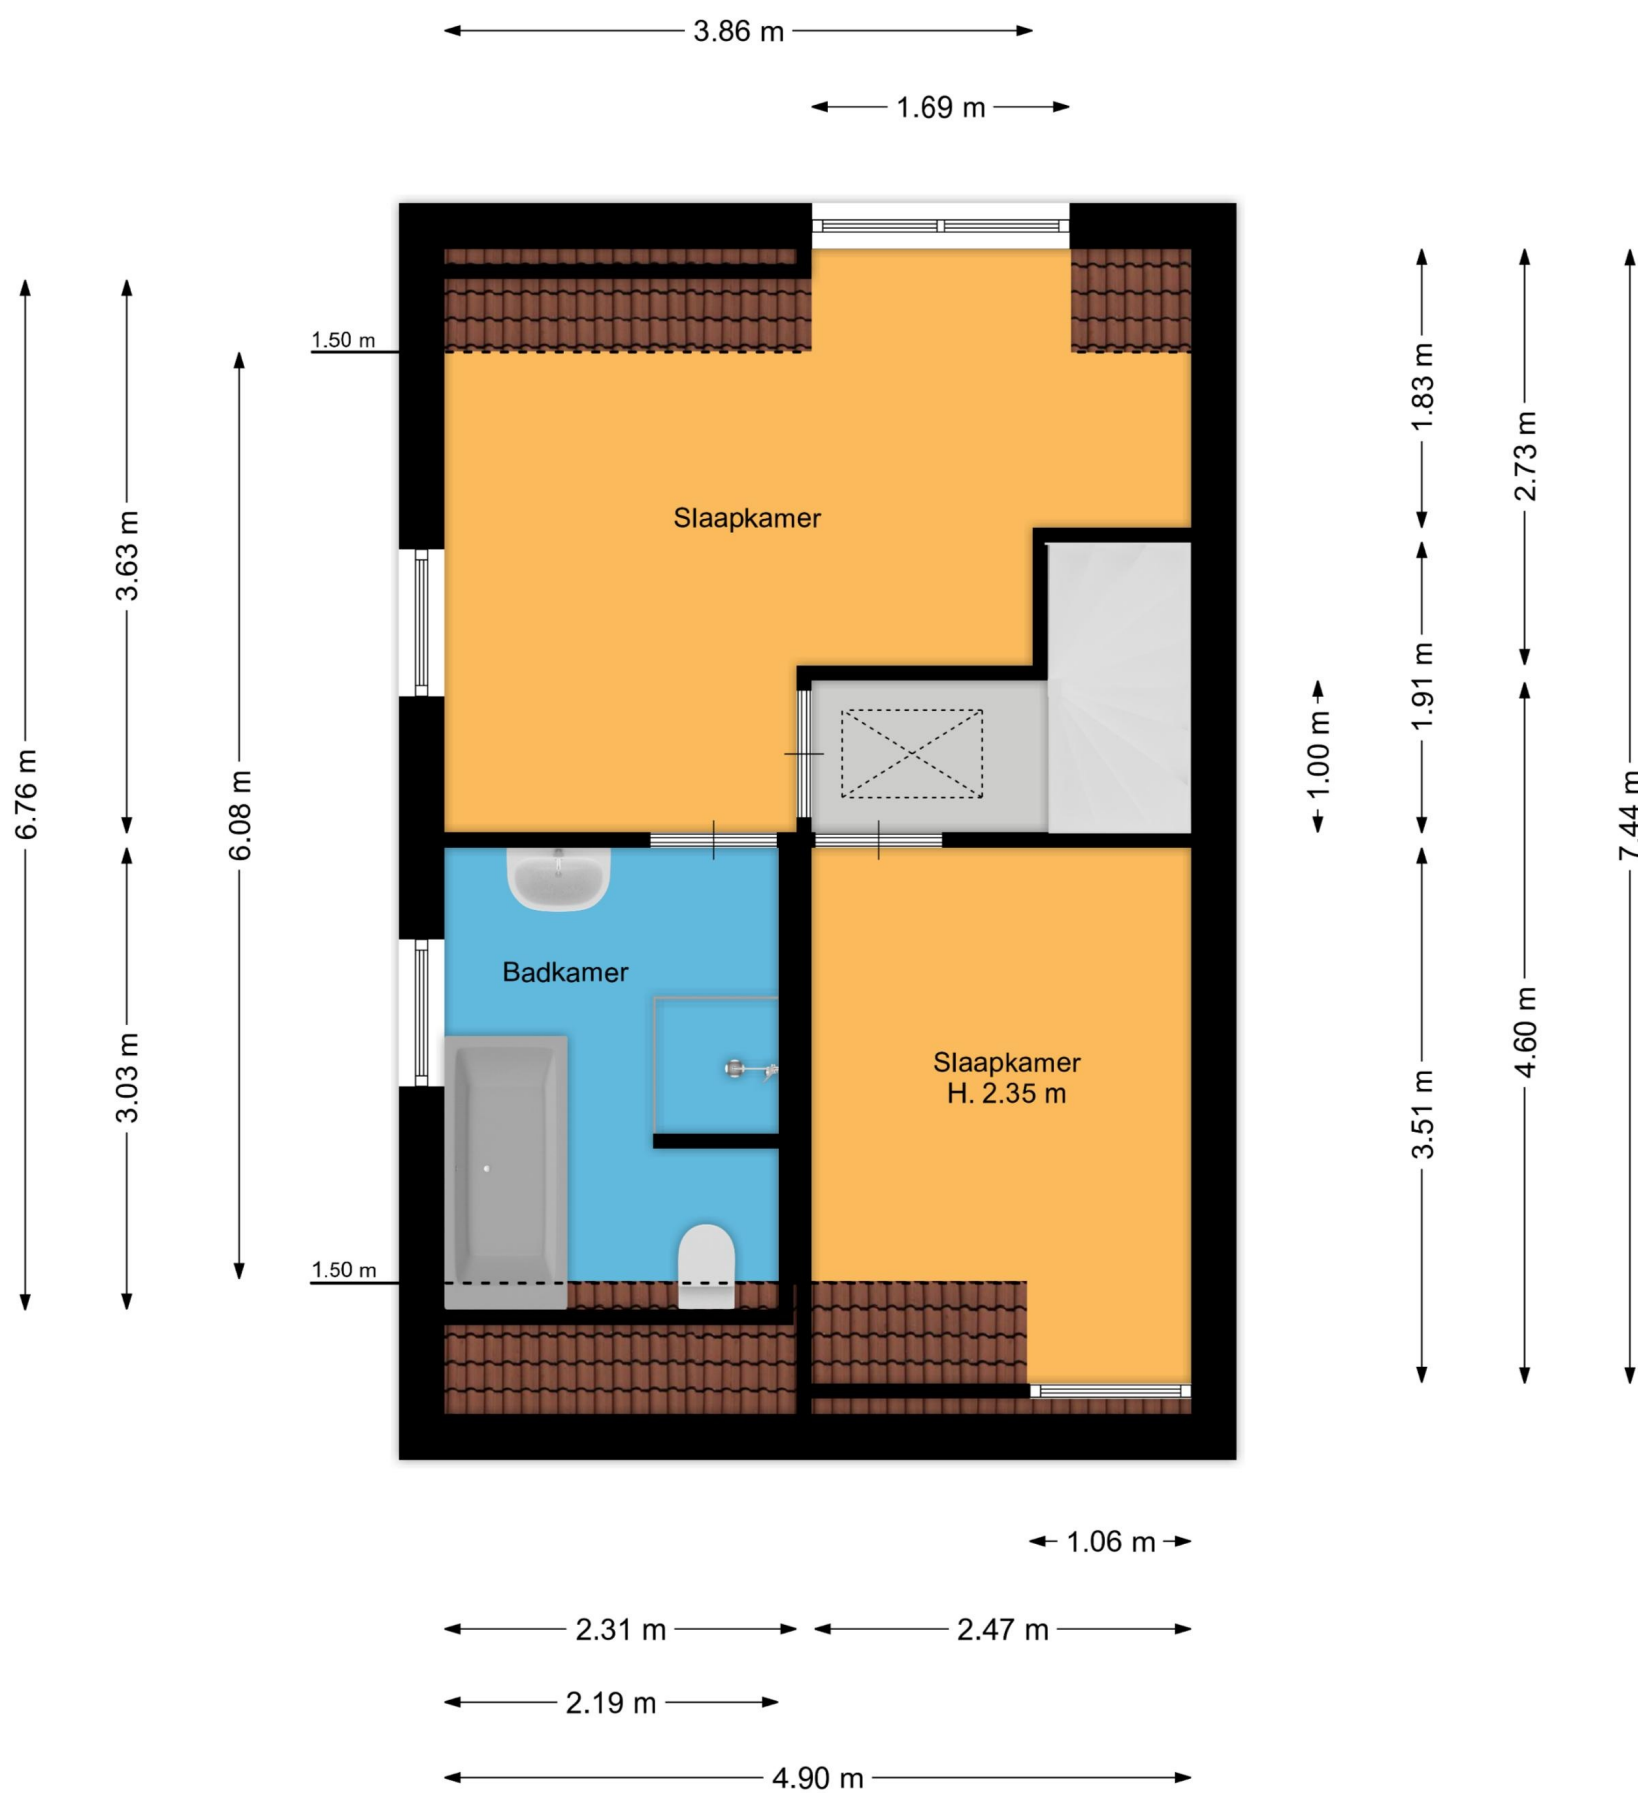 3.86 m
1.69 m
1.50 m
1.83 m
2.73 m
Slaapkamer
3.63 m
1.91 m
1.00 m
6.76 m
6.08 m
7.44 m
Badkamer
4.60 m
Slaapkamer
H. 2.35 m
3.03 m
3.51 m
1.50 m
1.06 m
2.31 m
2.47 m
2.19 m
4.90 m